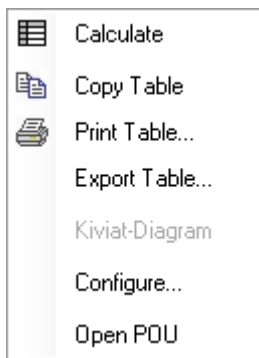 Calculate
Copy Table
Print Table...
Export Table...
Kiviat-Diagram
Configure...
Open POU